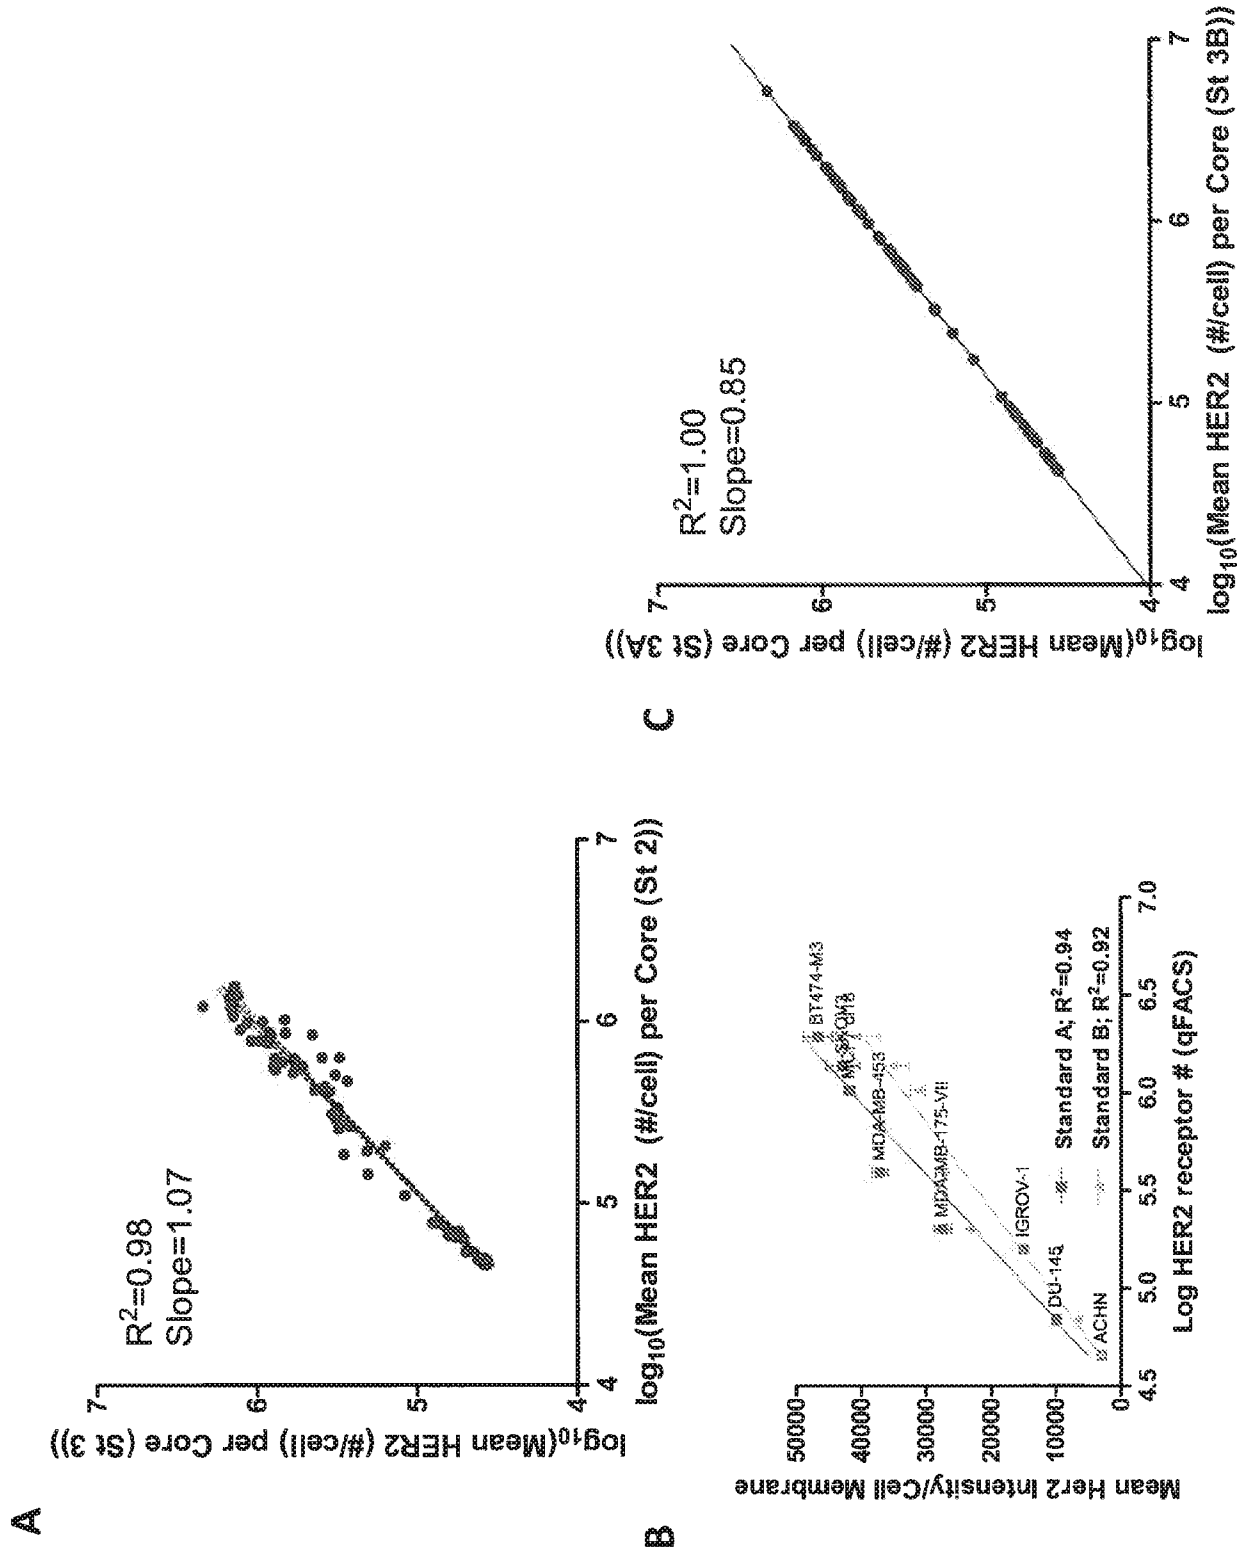 A
R2=0.98
Slope=1.07
log10(Mean HER2 (#/cell) per Core (St 3))
7
6
5
4
4
5
6
7
log10(Mean HER2 (#/cell) per Core (St 2))
B
Mean Her2 Intensity/Cell Membrane
50000
40000
30000
20000
10000
0
BT474-M3
MDA-MB-453
MDA-MB-175-VII
IGROV-1
DU-145
ACHN
Standard A; R2=0.94
Standard B; R2=0.92
4.5
5.0
5.5
6.0
6.5
7.0
Log HER2 receptor # (qFACS)
C
R2=1.00
Slope=0.85
log10(Mean HER2 (#/cell) per Core (St 3A))
7
6
5
4
4
5
6
7
log10(Mean HER2 (#/cell) per Core (St 3B))